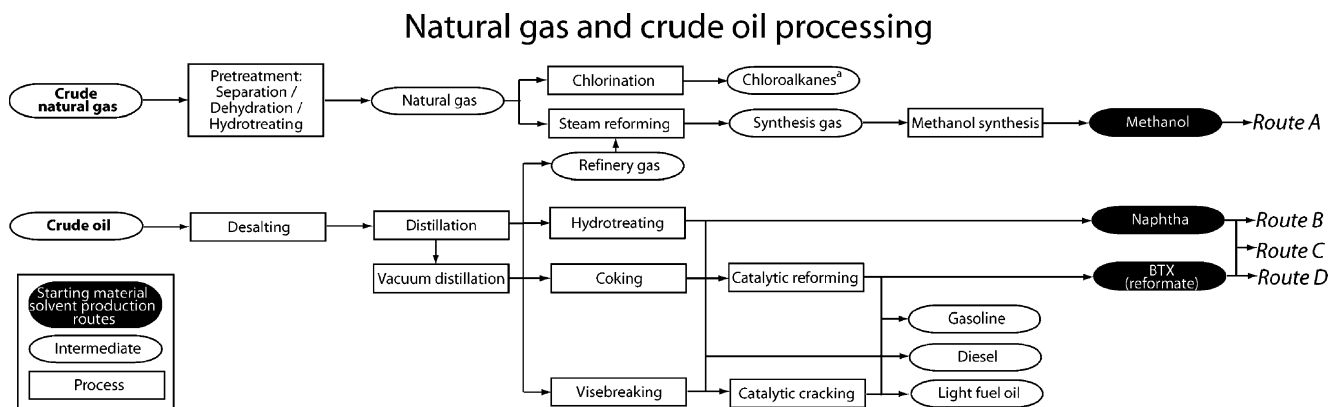 Natural gas and crude oil processing
Crude
natural gas
Pretreatment:
Separation /
Dehydration /
Hydrotreating
Natural gas
Chlorination
Chloroalkanesᵃ
Steam reforming
Synthesis gas
Methanol synthesis
Methanol
Route A
Refinery gas
Crude oil
Desalting
Distillation
Hydrotreating
Naphtha
Route B
Route C
Vacuum distillation
Coking
Catalytic reforming
BTX
(reformate)
Route D
Gasoline
Diesel
Visebreaking
Catalytic cracking
Light fuel oil
Starting material
solvent production
routes
Intermediate
Process